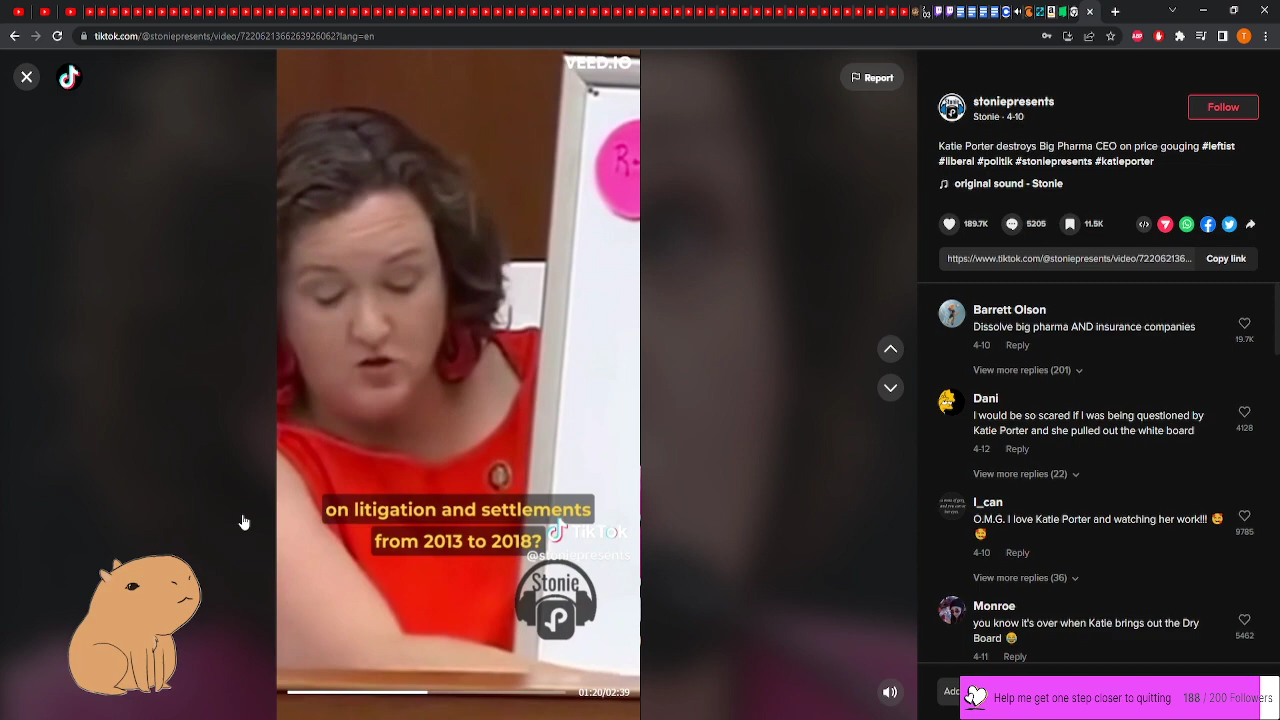 tiktok.com/@stoniepresents/video/7220621366263926062?lang=en
VEED.IO
Report
R-
on litigation and settlements
from 2013 to 2018?
TikTok
@stoniepresents
Stonie
01:20/02:39
stoniepresents
Stonie · 4-10
Follow
Katie Porter destroys Big Pharma CEO on price gouging #leftist
#liberal #politiktok #stoniepresents #katieporter
original sound - Stonie
189.7K
5205
11.5K
https://www.tiktok.com/@stoniepresents/video/722062136...
Copy link
Barrett Olson
Dissolve big pharma AND insurance companies
19.7K
4-10 Reply
View more replies (201)
Dani
I would be so scared if I was being questioned by
Katie Porter and she pulled out the white board
4128
4-12 Reply
View more replies (22)
I_can
O.M.G. I love Katie Porter and watching her work!!! 🤩
🤩
2795
4-10 Reply
View more replies (36)
Monroe
you know it's over when Katie brings out the Dry
Board 😂
5462
4-11 Reply
Adc
Help get Foone one step closer to quitting 188 / 200 Follow